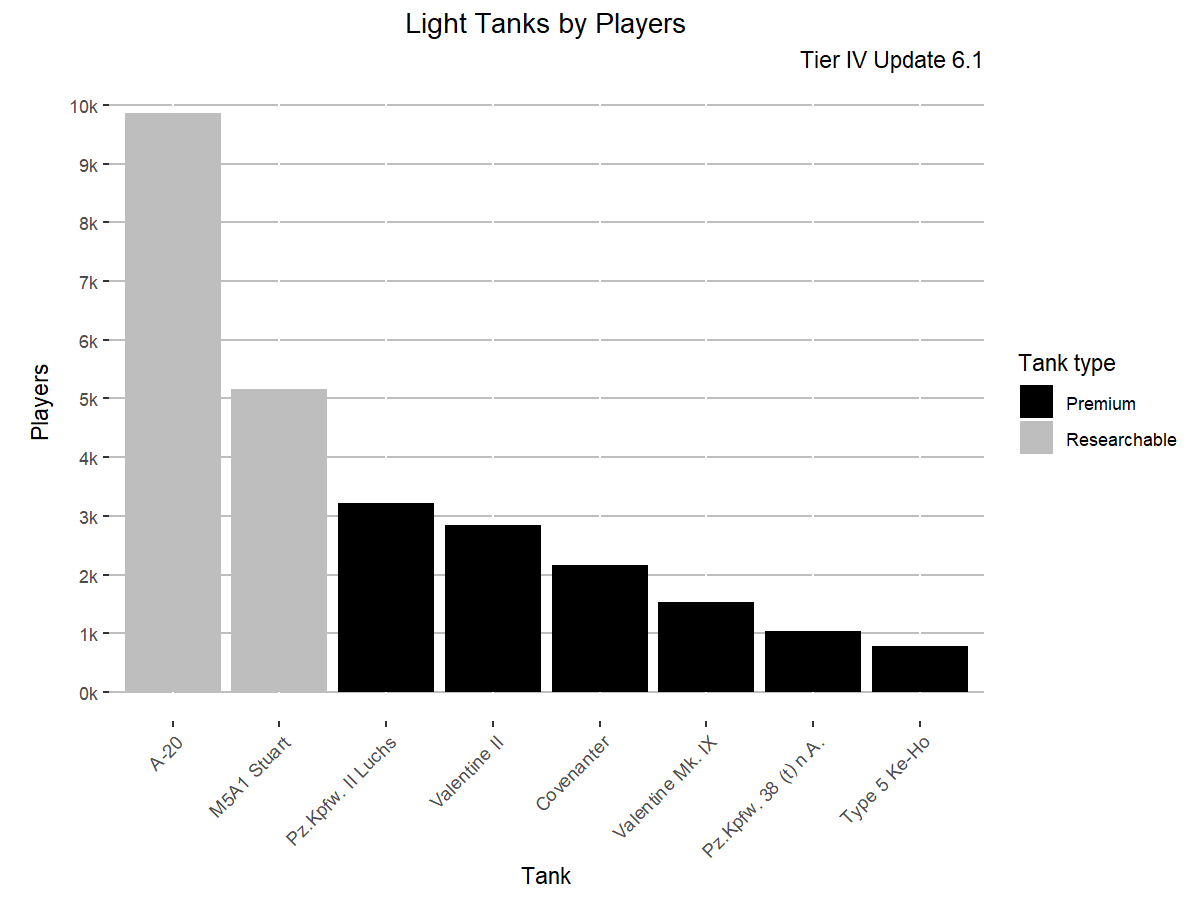 Light Tanks by Players
Tier IV Update 6.1
10k
9k
8k
7k
6k
5k
4k
3k
2k
1k
0k
Players
A-20
M5A1 Stuart
Pz.Kpfw. II Luchs
Valentine II
Covenanter
Valentine Mk. IX
Pz.Kpfw. 38 (t) n.A.
Type 5 Ke-Ho
Tank
Tank type
Premium
Researchable